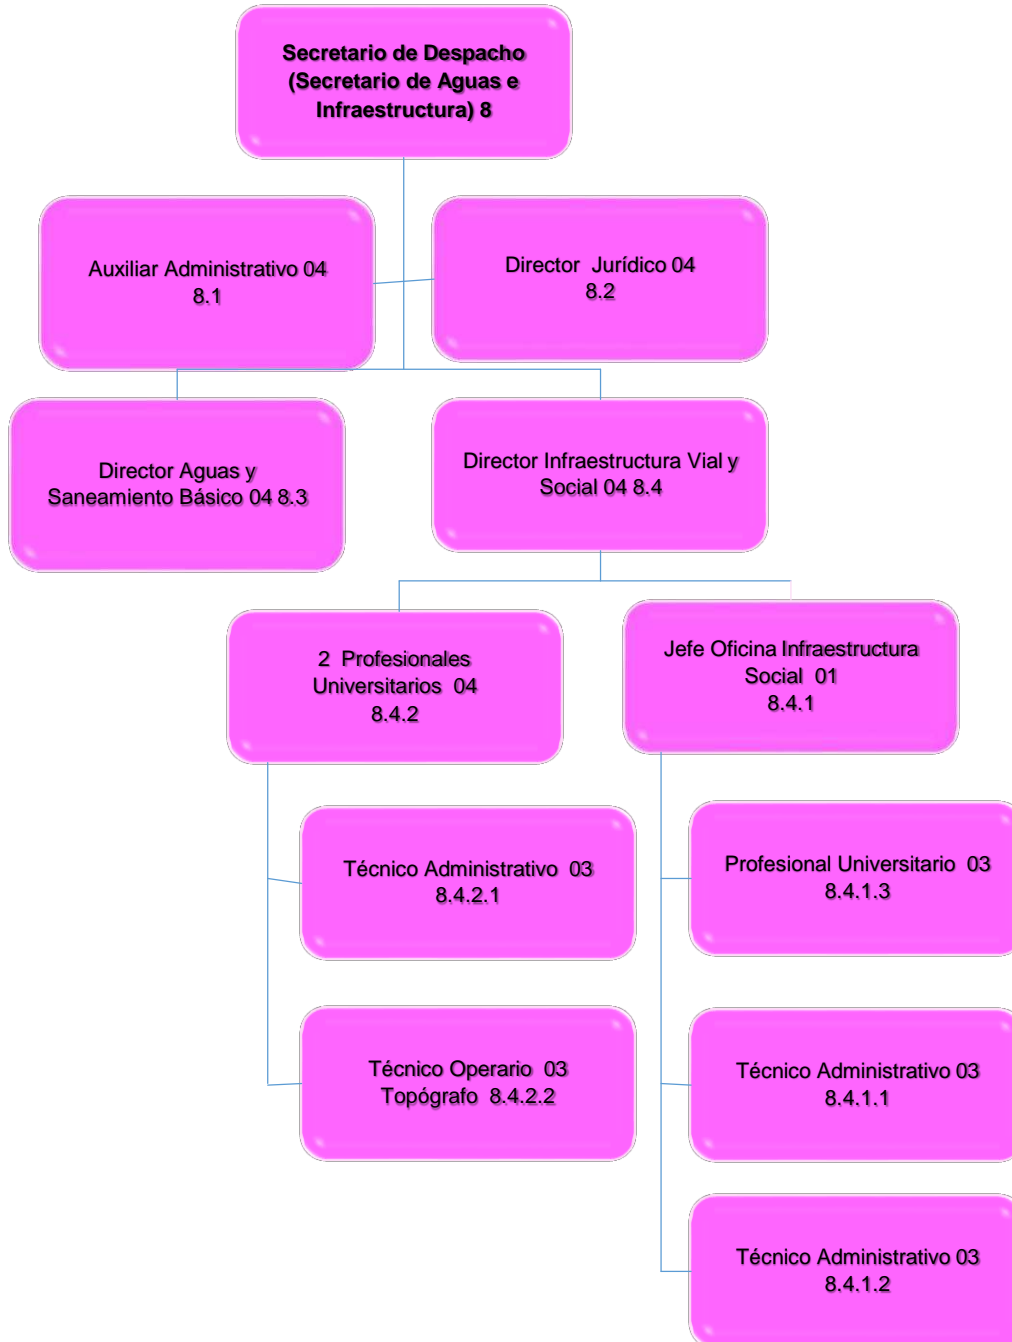 Secretario de Despacho
(Secretario de Aguas e
Infraestructura) 8
Auxiliar Administrativo 04
8.1
Director Jurídico 04
8.2
Director Aguas y
Saneamiento Básico 04 8.3
Director Infraestructura Vial y
Social 04 8.4
2 Profesionales
Universitarios 04
8.4.2
Jefe Oficina Infraestructura
Social 01
8.4.1
Técnico Administrativo 03
8.4.2.1
Profesional Universitario 03
8.4.1.3
Técnico Operario 03
Topógrafo 8.4.2.2
Técnico Administrativo 03
8.4.1.1
Técnico Administrativo 03
8.4.1.2